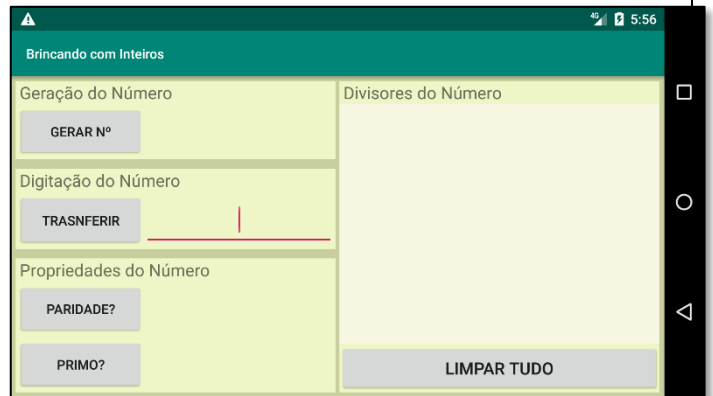 4G 5:56
Brincando com Inteiros
Geração do Número
GERAR Nº
Digitação do Número
TRASNFERIR
Propriedades do Número
PARIDADE?
PRIMO?
Divisores do Número
LIMPAR TUDO